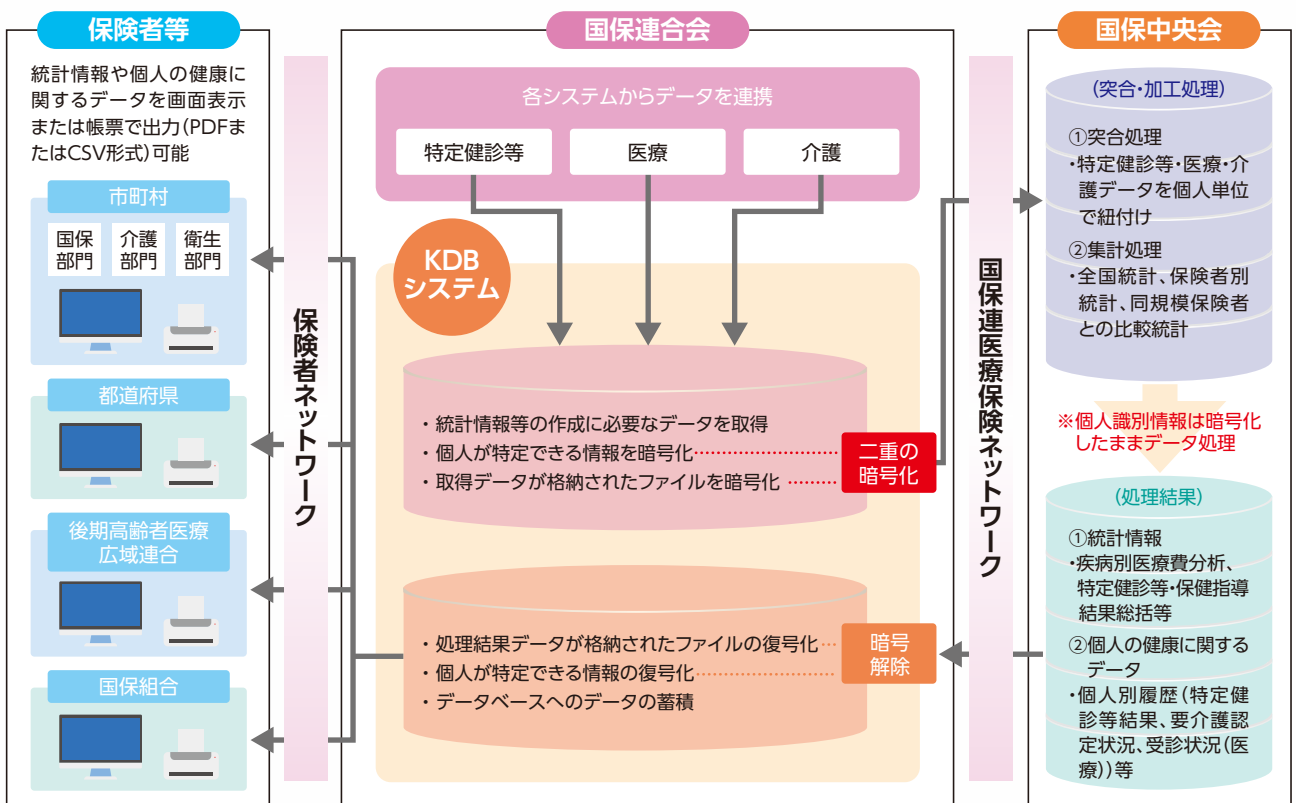 保険者等
統計情報や個人の健康に
関するデータを画面表示
または帳票で出力(PDFま
たはCSV形式)可能
市町村
国保
部門
介護
部門
衛生
部門
都道府県
後期高齢者医療
広域連合
国保組合
保険者ネットワーク
国保連合会
各システムからデータを連携
特定健診等
医療
介護
KDB
システム
・統計情報等の作成に必要なデータを取得
・個人が特定できる情報を暗号化
・取得データが格納されたファイルを暗号化
二重の
暗号化
・処理結果データが格納されたファイルの復号化
・個人が特定できる情報の復号化
・データベースへのデータの蓄積
暗号
解除
国保連医療保険ネットワーク
国保中央会
(突合・加工処理)
①突合処理
・特定健診等・医療・介
護データを個人単位
で紐付け
②集計処理
・全国統計、保険者別
統計、同規模保険者
との比較統計
※個人識別情報は暗号化
したままデータ処理
(処理結果)
①統計情報
・疾病別医療費分析、
特定健診等・保健指導
結果総括等
②個人の健康に関する
データ
・個人別履歴(特定健
診等結果、要介護認
定状況、受診状況(医
療))等